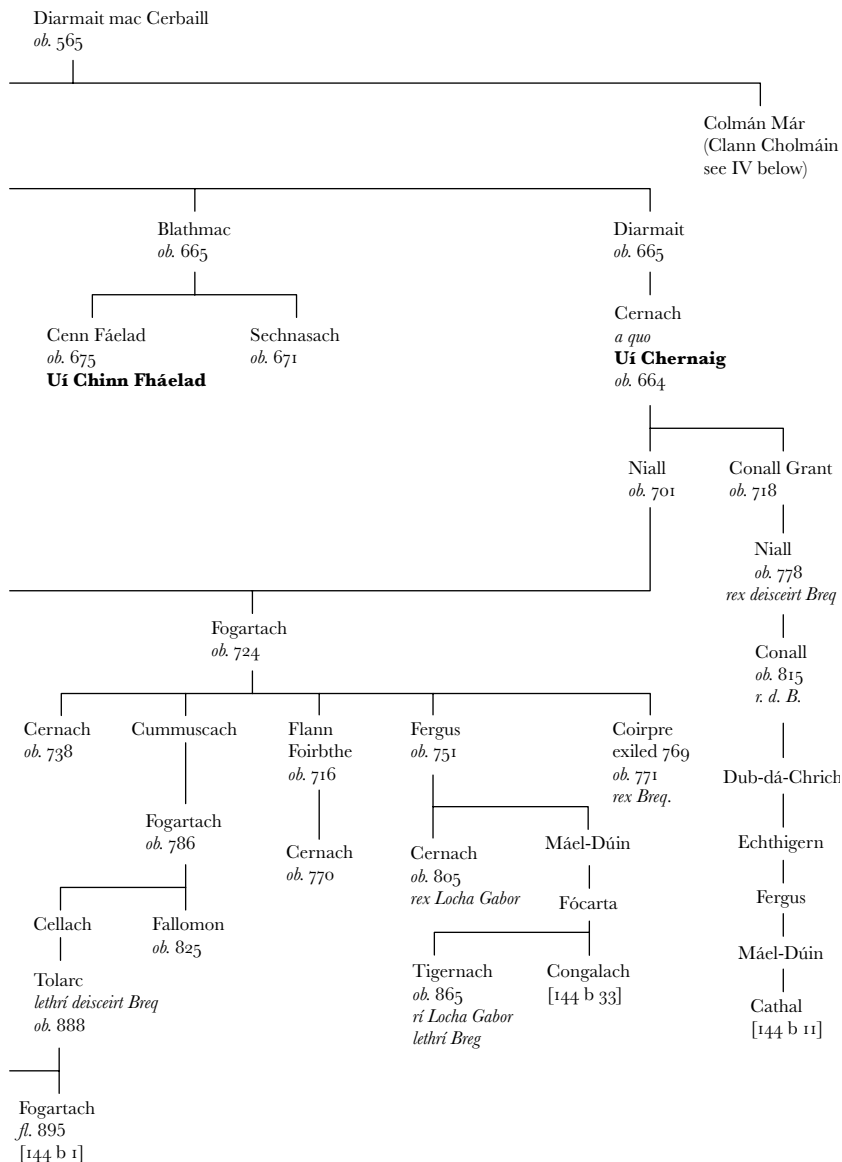 Diarmait mac Cerbaill
ob. 565
Colmán Már
(Clann Cholmáin
see IV below)
Blathmac
ob. 665
Diarmait
ob. 665
Cenn Fáelad
ob. 675
Uí Chinn Fháelad
Sechnasach
ob. 671
Cernach
a quo
Uí Chernaig
ob. 664
Niall
ob. 701
Conall Grant
ob. 718
Niall
ob. 778
rex deisceirt Breq
Fogartach
ob. 724
Conall
ob. 815
r. d. B.
Cernach
ob. 738
Cummuscach
Flann
Foirbthe
ob. 716
Fergus
ob. 751
Coirpre
exiled 769
ob. 771
rex Breq.
Dub-dá-Chrich
Fogartach
ob. 786
Cernach
ob. 770
Cernach
ob. 805
rex Locha Gabor
Máel-Dúin
Echthigern
Cellach
Fallomon
ob. 825
Fócarta
Fergus
Tolarc
lethrí deisceirt Breq
ob. 888
Tigernach
ob. 865
rí Locha Gabor
lethrí Breg
Congalach
[144 b 33]
Máel-Dúin
Cathal
[144 b 11]
Fogartach
fl. 895
[144 b 1]